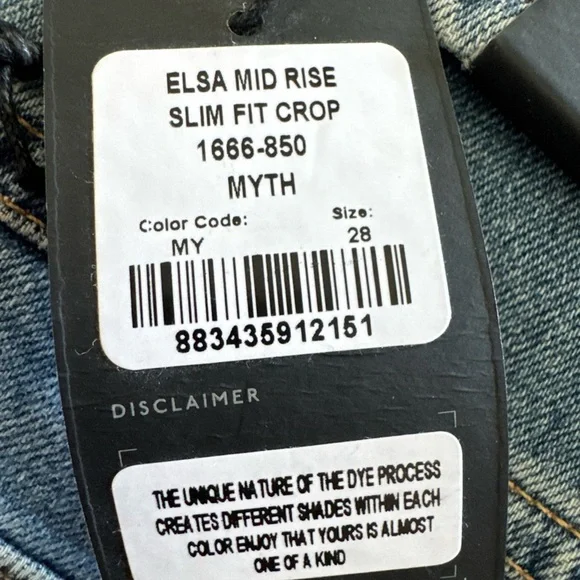 ELSA MID RISE
SLIM FIT CROP
1666-850
MYTH
Color Code: Size:
MY 28
883435912151
DISCLAIMER
THE UNIQUE NATURE OF THE DYE PROCESS
CREATES DIFFERENT SHADES WITHIN EACH
COLOR ENJOY THAT YOURS IS ALMOST
ONE OF A KIND